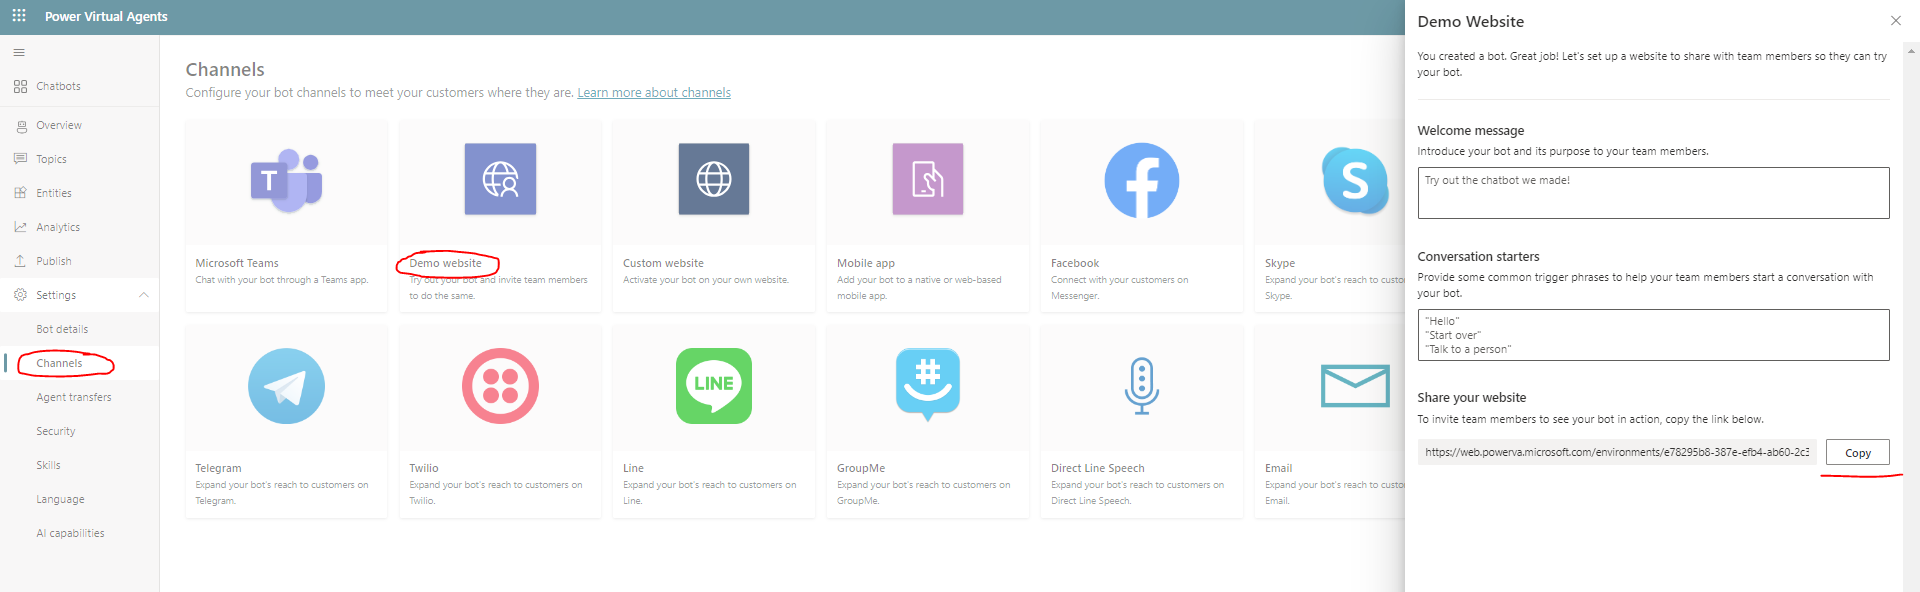 Power Virtual Agents
Chatbots
Overview
Topics
Entities
Analytics
Publish
Settings
Bot details
Channels
Agent transfers
Security
Skills
Language
AI capabilities
Channels
Configure your bot channels to meet your customers where they are. Learn more about channels
T
Microsoft Teams
Chat with your bot through a Teams app.
Demo website
Try out your bot and invite team members
to do the same.
Custom website
Activate your bot on your own website.
Mobile app
Add your bot to a native or web-based
mobile app.
Facebook
Connect with your customers on
Messenger.
S
Skype
Expand your bot's reach to
Skype.
Telegram
Expand your bot's reach to customers on
Telegram.
Twilio
Expand your bot's reach to customers on
Twilio.
LINE
Line
Expand your bot's reach to customers on
Line.
#
GroupMe
Expand your bot's reach to customers on
GroupMe.
Direct Line Speech
Expand your bot's reach to customers on
Direct Line Speech.
Email
Expand your bot's reach to
Email.
Demo Website
You created a bot. Great job! Let's set up a website to share with team members so they can try
your bot.
Welcome message
Introduce your bot and its purpose to your team members.
Try out the chatbot we made!
Conversation starters
Provide some common trigger phrases to help your team members start a conversation with
your bot.
"Hello"
"Start over"
"Talk to a person"
Share your website
To invite team members to see your bot in action, copy the link below.
https://web.powerva.microsoft.com/environments/e78295b8-387e-efb4-ab60-2c3
Copy